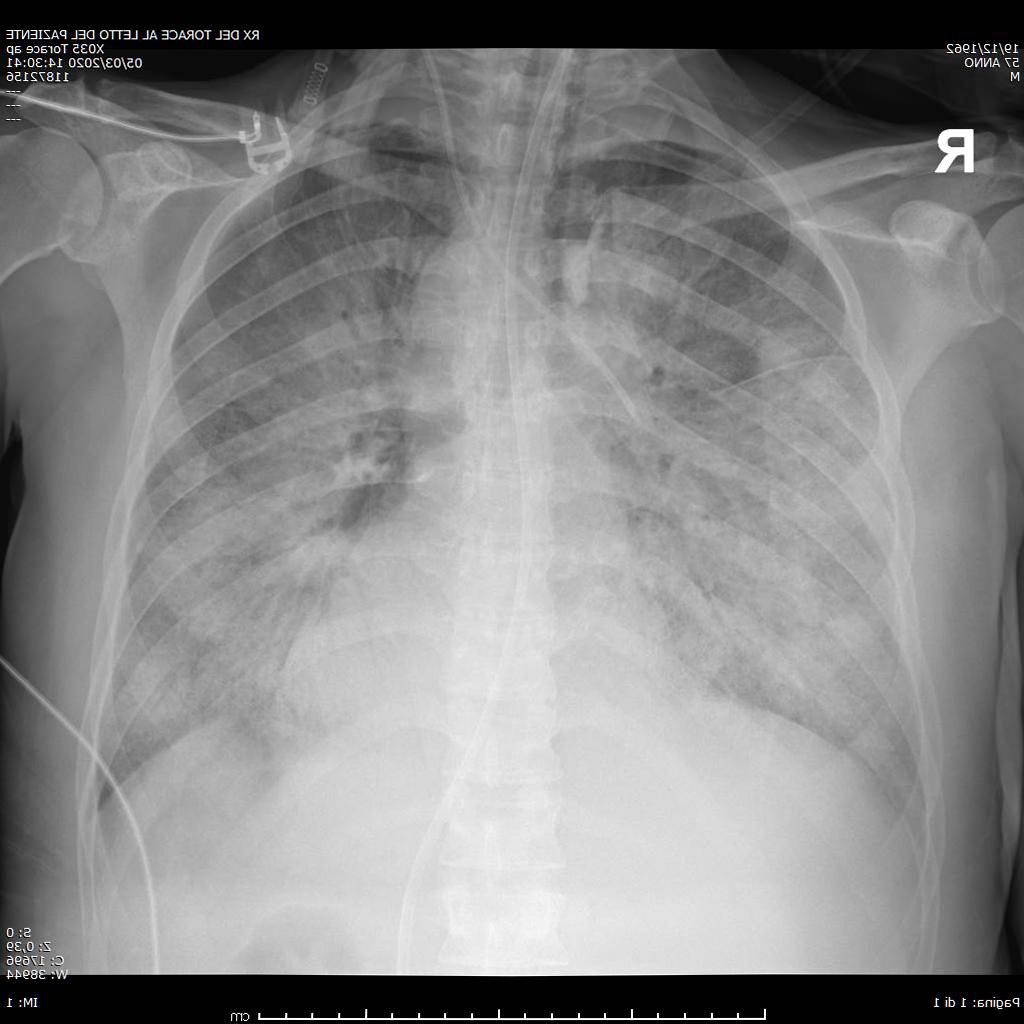 RX DEL TORACE AL LETTO DEL PAZIENTE
X035 Torace ap
05/03/2020 14:30:41
11872156
---
---
---
19/12/1962
57 ANNO
M
R
S: 0
Z: 0,39
C: 17696
W: 38944
cm
IM: 1
Pagina: 1 di 1